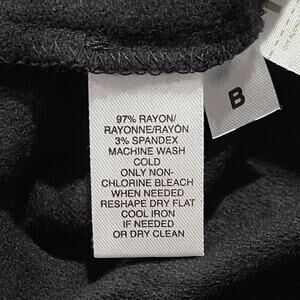 97% RAYON/
RAYONNE/RAYÓN
3% SPANDEX
MACHINE WASH
COLD
ONLY NON-
CHLORINE BLEACH
WHEN NEEDED
RESHAPE DRY FLAT
COOL IRON
IF NEEDED
OR DRY CLEAN
B